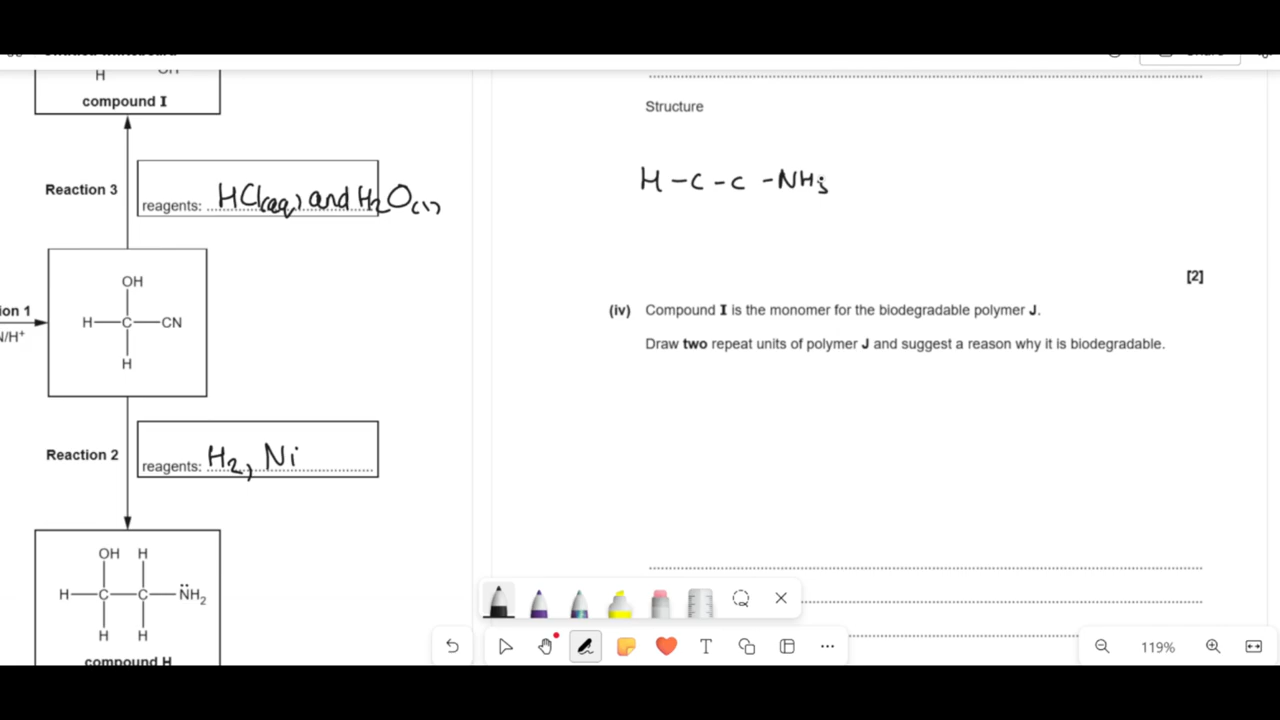 H OH
compound I
Reaction 3
reagents: HCl(aq) and H₂O(l)
OH
H—C—CN
H
ion 1
N/H⁺
Reaction 2
reagents: H₂, Ni
OH H
H—C—C—N̈H₂
H H
compound H
Structure
H – C – C – NH₃
[2]
(iv) Compound I is the monomer for the biodegradable polymer J.
Draw two repeat units of polymer J and suggest a reason why it is biodegradable.
T
119%